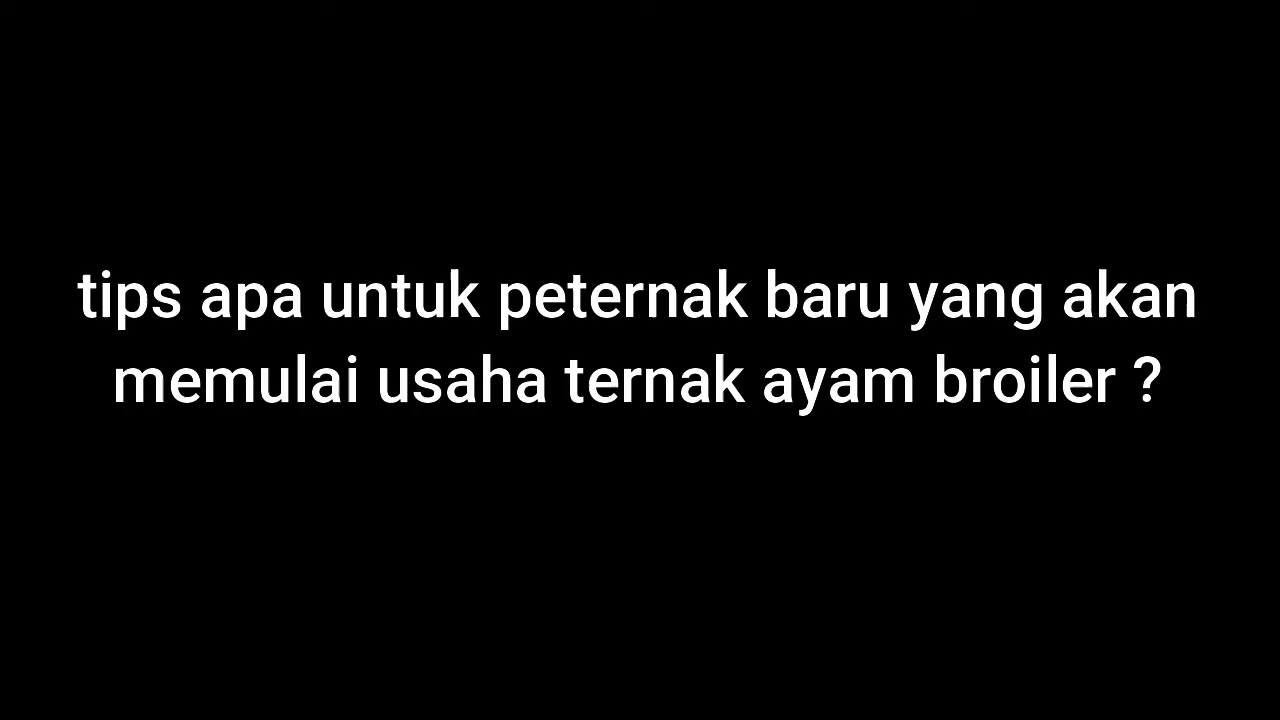 tips apa untuk peternak baru yang akan
memulai usaha ternak ayam broiler ?